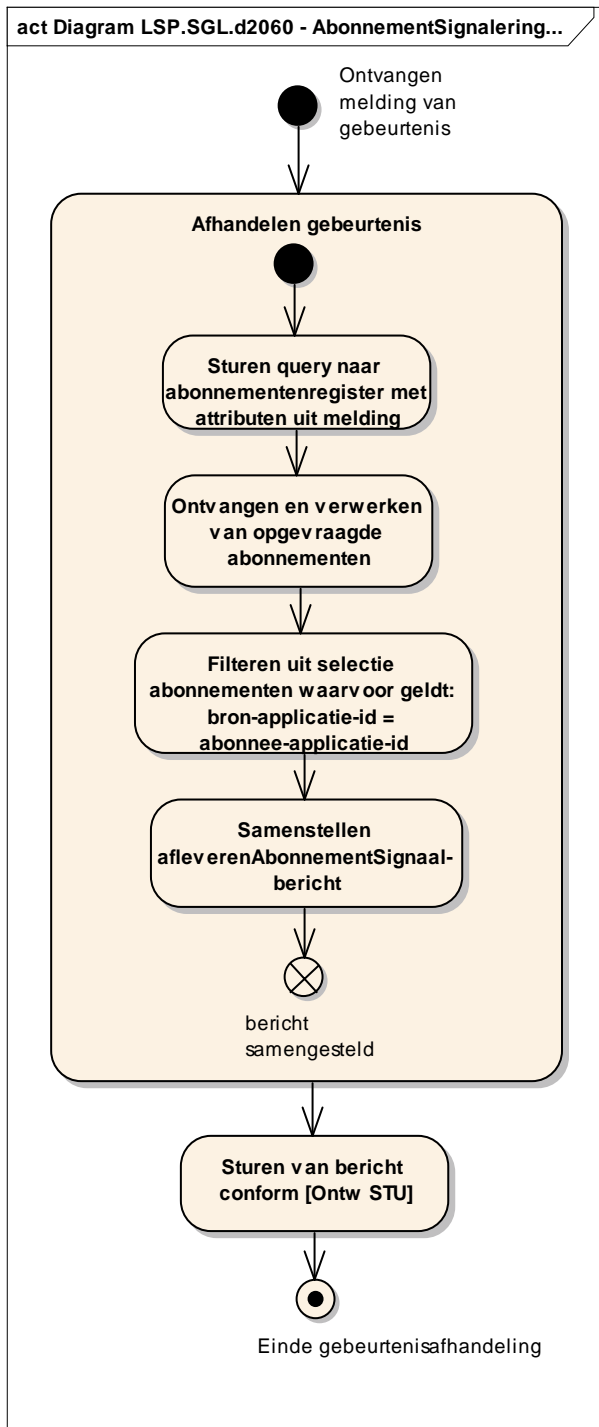 act Diagram LSP.SGL.d2060 - AbonnementSignalering...
Ontvangen
melding van
gebeurtenis
Afhandelen gebeurtenis
Sturen query naar
abonnementenregister met
attributen uit melding
Ontvangen en verwerken
van opgevraagde
abonnementen
Filteren uit selectie
abonnementen waarvoor geldt:
bron-applicatie-id =
abonnee-applicatie-id
Samenstellen
afleverenAbonnementSignaal-
bericht
bericht
samengesteld
Sturen van bericht
conform [Ontw STU]
Einde gebeurtenisafhandeling